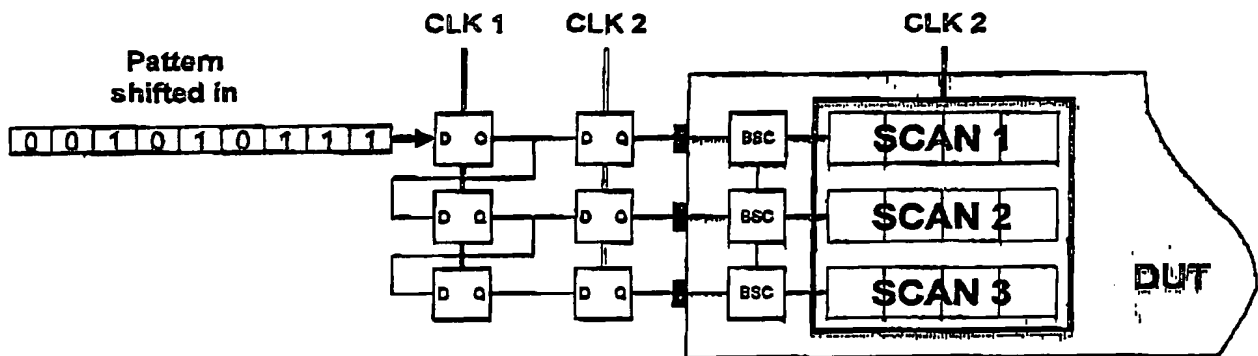 CLK 1
CLK 2
CLK 2
Pattern
shifted in
0 0 1 0 1 0 1 1 1
D Q
D Q
BSC
SCAN 1
D Q
D Q
BSC
SCAN 2
DUT
D Q
D Q
BSC
SCAN 3